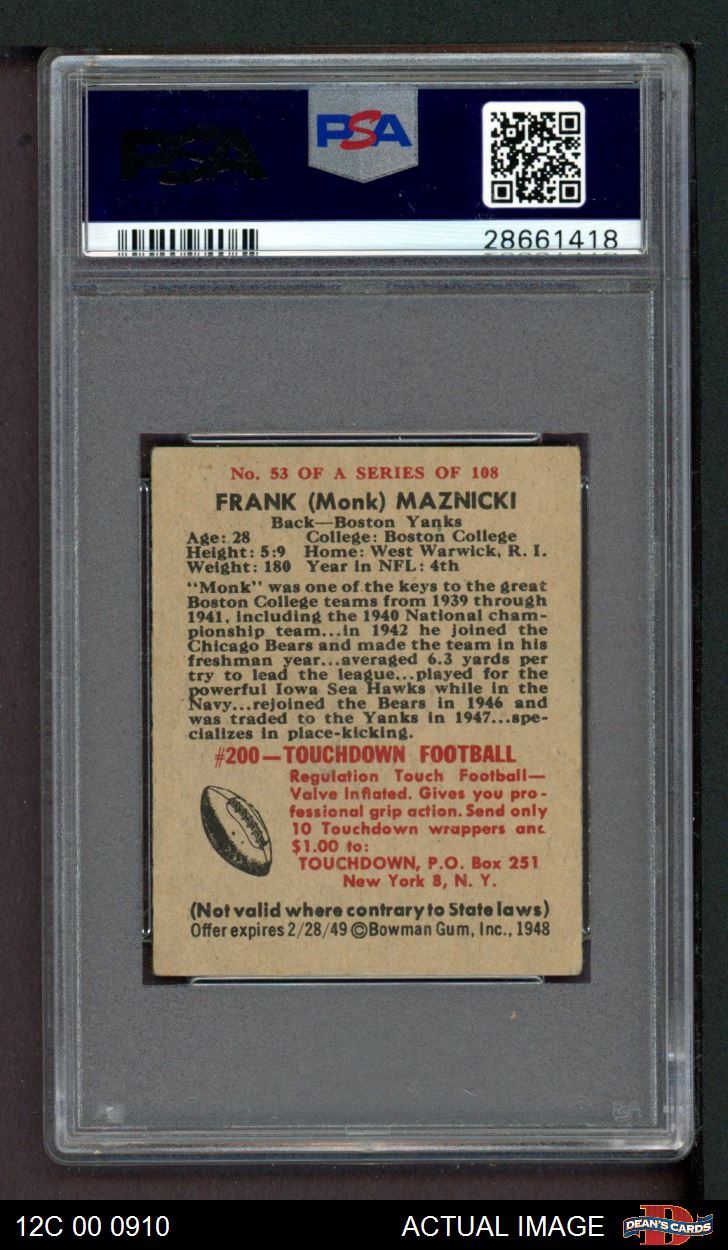 PSA
PSA
28661418
No. 53 OF A SERIES OF 108
FRANK (Monk) MAZNICKI
Back—Boston Yanks
Age: 28 College: Boston College
Height: 5:9 Home: West Warwick, R. I.
Weight: 180 Year in NFL: 4th
"Monk" was one of the keys to the great
Boston College teams from 1939 through
1941, including the 1940 National cham-
pionship team...in 1942 he joined the
Chicago Bears and made the team in his
freshman year...averaged 6.3 yards per
try to lead the league...played for the
powerful Iowa Sea Hawks while in the
Navy...rejoined the Bears in 1946 and
was traded to the Yanks in 1947...spe-
cializes in place-kicking.
#200—TOUCHDOWN FOOTBALL
Regulation Touch Football—
Valve Inflated. Gives you pro-
fessional grip action. Send only
10 Touchdown wrappers and
$1.00 to:
TOUCHDOWN, P.O. Box 251
New York 8, N. Y.
(Not valid where contrary to State laws)
Offer expires 2/28/49 ©Bowman Gum, Inc., 1948
PSA
12C 00 0910
ACTUAL IMAGE
DEAN'S CARDS